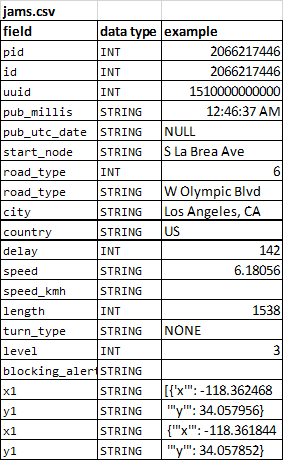 jams.csv
field data type example
pid INT 2066217446
id INT 2066217446
uuid INT 1510000000000
pub_millis STRING 12:46:37 AM
pub_utc_date STRING NULL
start_node STRING S La Brea Ave
road_type INT 6
road_type STRING W Olympic Blvd
city STRING Los Angeles, CA
country STRING US
delay INT 142
speed STRING 6.18056
speed_kmh STRING
length INT 1538
turn_type STRING NONE
level INT 3
blocking_alert STRING
x1 STRING [{'x'": -118.362468
y1 STRING '"y'": 34.057956}
x1 STRING {'"x'": -118.361844
y1 STRING '"y'": 34.057852}